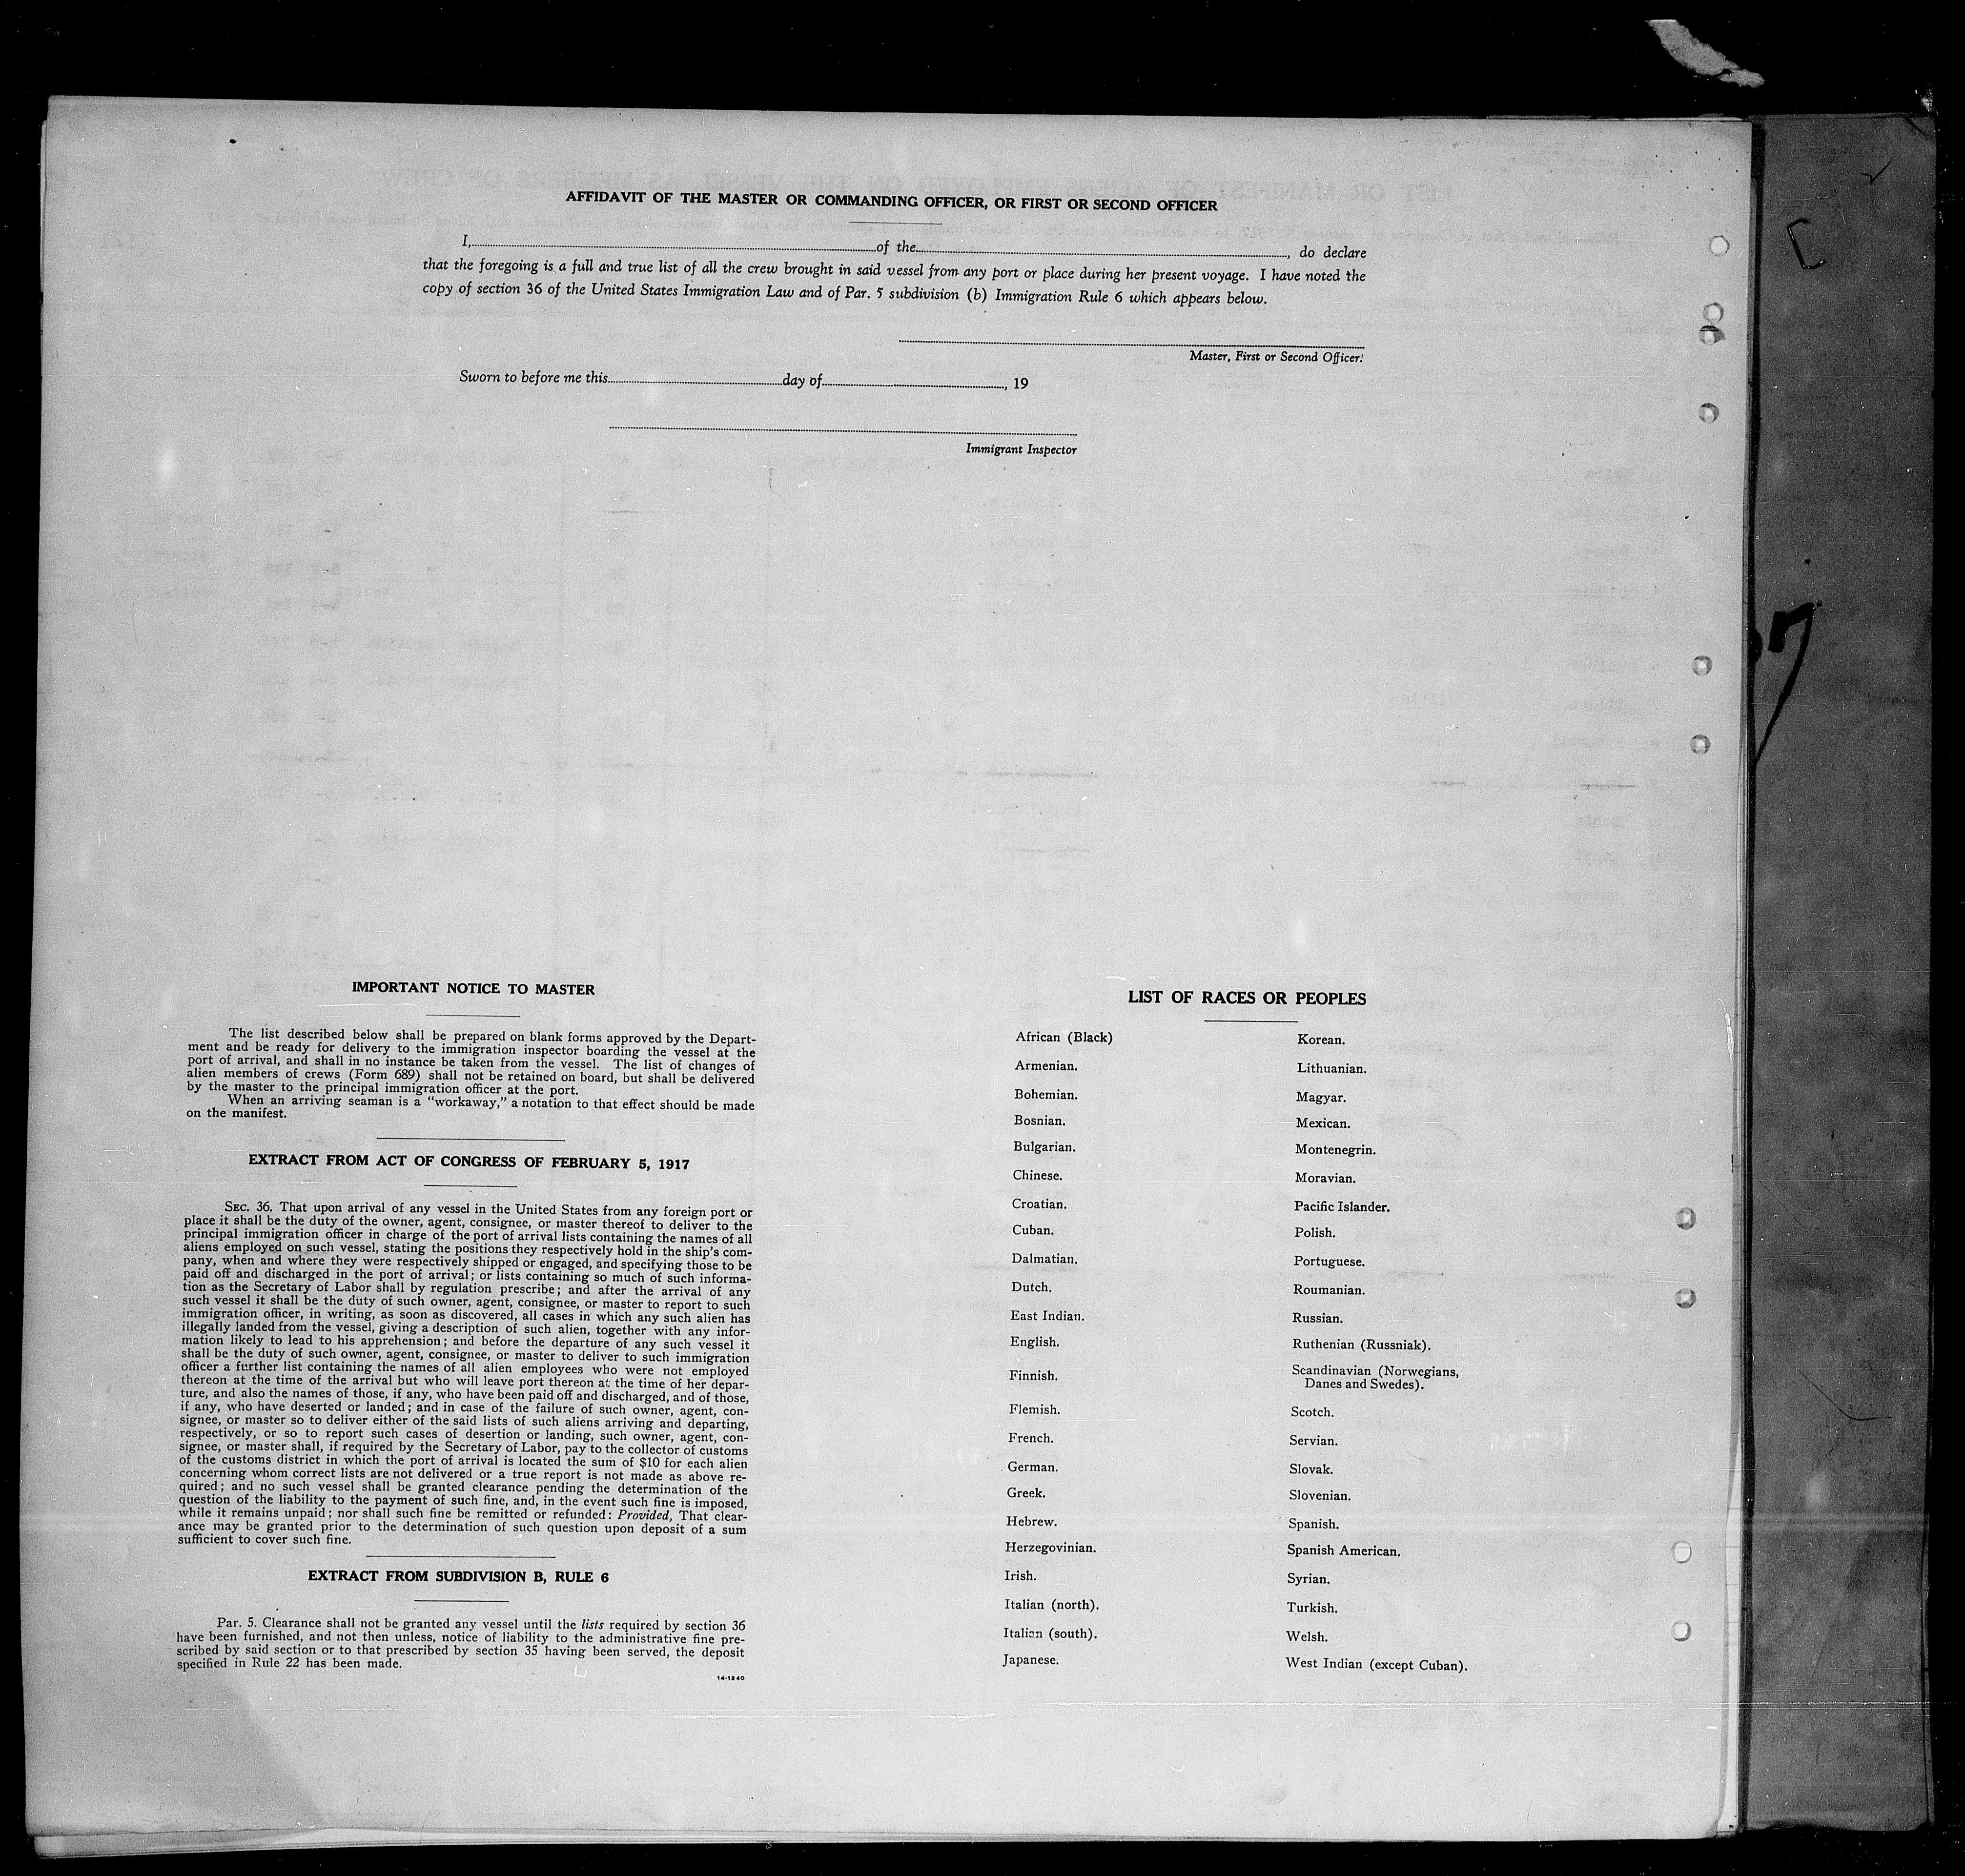 AFFIDAVIT OF THE MASTER OR COMMANDING OFFICER, OR FIRST OR SECOND OFFICER
I, of the , do declare
that the foregoing is a full and true list of all the crew brought in said vessel from any port or place during her present voyage. I have noted the
copy of section 36 of the United States Immigration Law and of Par. 5 subdivision (b) Immigration Rule 6 which appears below.
Master, First or Second Officer.
Sworn to before me this day of , 19
Immigrant Inspector
IMPORTANT NOTICE TO MASTER
The list described below shall be prepared on blank forms approved by the Depart-
ment and be ready for delivery to the immigration inspector boarding the vessel at the
port of arrival, and shall in no instance be taken from the vessel. The list of changes of
alien members of crews (Form 689) shall not be retained on board, but shall be delivered
by the master to the principal immigration officer at the port.
When an arriving seaman is a "workaway," a notation to that effect should be made
on the manifest.
EXTRACT FROM ACT OF CONGRESS OF FEBRUARY 5, 1917
SEC. 36. That upon arrival of any vessel in the United States from any foreign port or
place it shall be the duty of the owner, agent, consignee, or master thereof to deliver to the
principal immigration officer in charge of the port of arrival lists containing the names of all
aliens employed on such vessel, stating the positions they respectively hold in the ship's com-
pany, when and where they were respectively shipped or engaged, and specifying those to be
paid off and discharged in the port of arrival; or lists containing so much of such informa-
tion as the Secretary of Labor shall by regulation prescribe; and after the arrival of any
such vessel it shall be the duty of such owner, agent, consignee, or master to report to such
immigration officer, in writing, as soon as discovered, all cases in which any such alien has
illegally landed from the vessel, giving a description of such alien, together with any infor-
mation likely to lead to his apprehension; and before the departure of any such vessel it
shall be the duty of such owner, agent, consignee, or master to deliver to such immigration
officer a further list containing the names of all alien employees who were not employed
thereon at the time of the arrival but who will leave port thereon at the time of her depar-
ture, and also the names of those, if any, who have been paid off and discharged, and of those,
if any, who have deserted or landed; and in case of the failure of such owner, agent, con-
signee, or master so to deliver either of the said lists of such aliens arriving and departing,
respectively, or so to report such cases of desertion or landing, such owner, agent, con-
signee, or master shall, if required by the Secretary of Labor, pay to the collector of customs
of the customs district in which the port of arrival is located the sum of $10 for each alien
concerning whom correct lists are not delivered or a true report is not made as above re-
quired; and no such vessel shall be granted clearance pending the determination of the
question of the liability to the payment of such fine, and, in the event such fine is imposed,
while it remains unpaid; nor shall such fine be remitted or refunded: Provided, That clear-
ance may be granted prior to the determination of such question upon deposit of a sum
sufficient to cover such fine.
EXTRACT FROM SUBDIVISION B, RULE 6
Par. 5. Clearance shall not be granted any vessel until the lists required by section 36
have been furnished, and not then unless, notice of liability to the administrative fine pre-
scribed by said section or to that prescribed by section 35 having been served, the deposit
specified in Rule 22 has been made.
14-1240
LIST OF RACES OR PEOPLES
African (Black)
Armenian.
Bohemian.
Bosnian.
Bulgarian.
Chinese.
Croatian.
Cuban.
Dalmatian.
Dutch.
East Indian.
English.
Finnish.
Flemish.
French.
German.
Greek.
Hebrew.
Herzegovinian.
Irish.
Italian (north).
Italian (south).
Japanese.
Korean.
Lithuanian.
Magyar.
Mexican.
Montenegrin.
Moravian.
Pacific Islander.
Polish.
Portuguese.
Roumanian.
Russian.
Ruthenian (Russniak).
Scandinavian (Norwegians,
Danes and Swedes).
Scotch.
Servian.
Slovak.
Slovenian.
Spanish.
Spanish American.
Syrian.
Turkish.
Welsh.
West Indian (except Cuban).